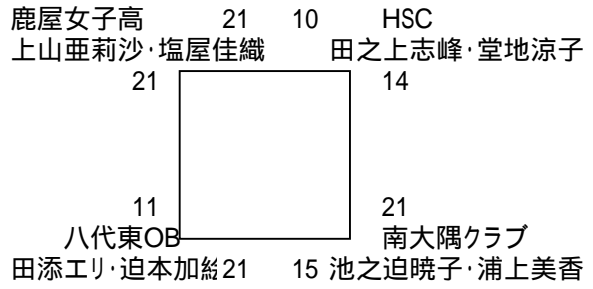 鹿屋女子高 21 10 HSC
上山亜莉沙･塩屋佳織 田之上志峰･堂地涼子
21 14
11 21
八代東OB 南大隅クラブ
田添エリ･迫本加 21 15 池之迫暁子･浦上美香